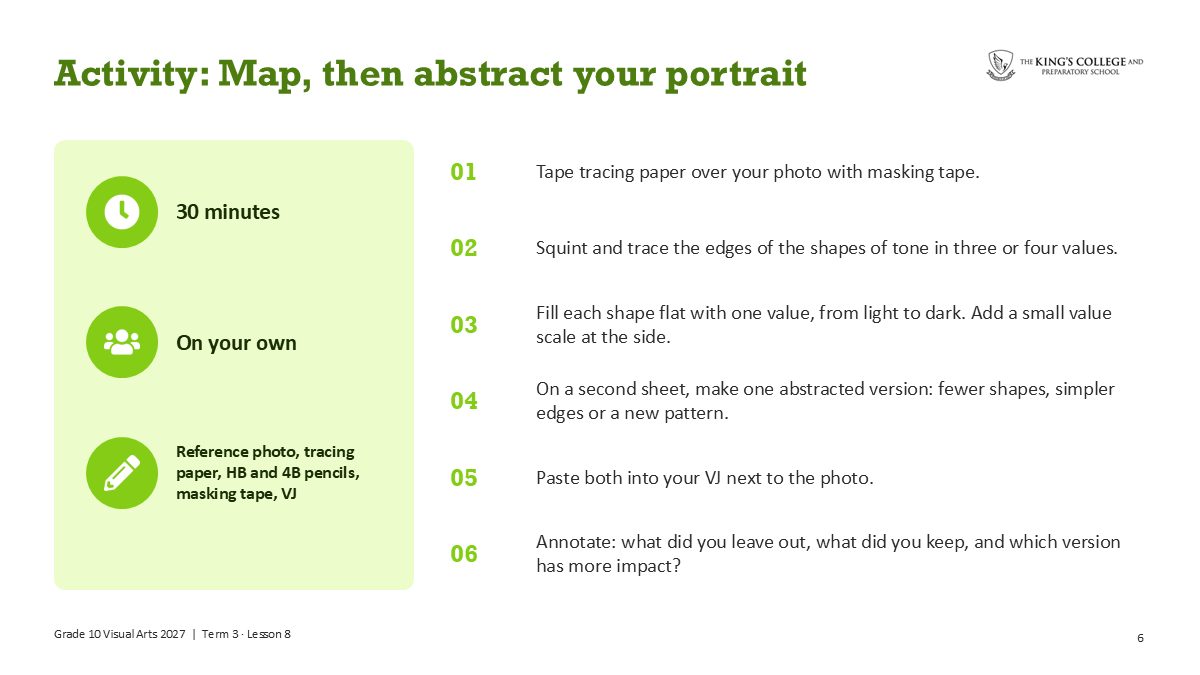 Activity: Map, then abstract your portrait
THE KING'S COLLEGE AND
PREPARATORY SCHOOL
30 minutes
On your own
Reference photo, tracing
paper, HB and 4B pencils,
masking tape, VJ
01
Tape tracing paper over your photo with masking tape.
02
Squint and trace the edges of the shapes of tone in three or four values.
03
Fill each shape flat with one value, from light to dark. Add a small value
scale at the side.
04
On a second sheet, make one abstracted version: fewer shapes, simpler
edges or a new pattern.
05
Paste both into your VJ next to the photo.
06
Annotate: what did you leave out, what did you keep, and which version
has more impact?
Grade 10 Visual Arts 2027 | Term 3 · Lesson 8
6